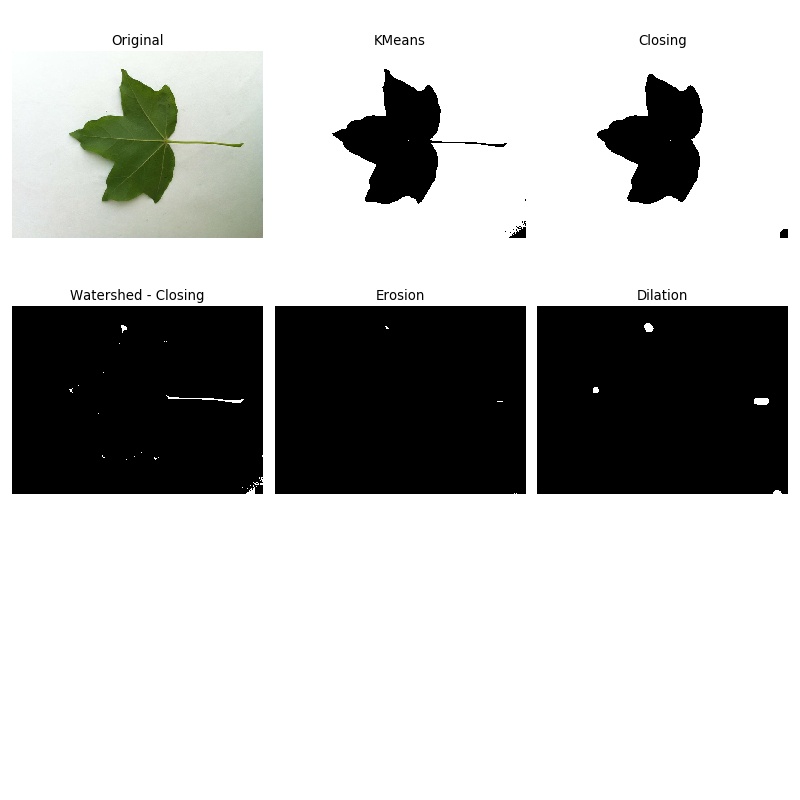 Original
KMeans
Closing
Watershed - Closing
Erosion
Dilation